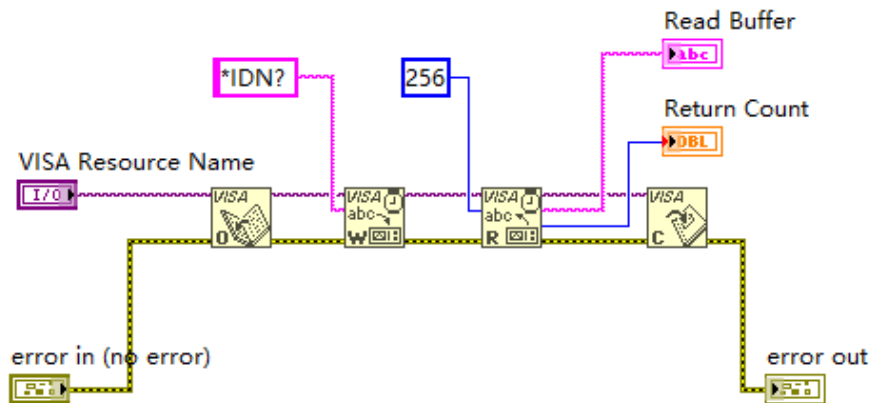 Read Buffer
abc
*IDN?
256
Return Count
DBL
VISA Resource Name
I/O
VISA
O
VISA
abc
W
VISA
abc
R
VISA
C
error in (no error)
error out